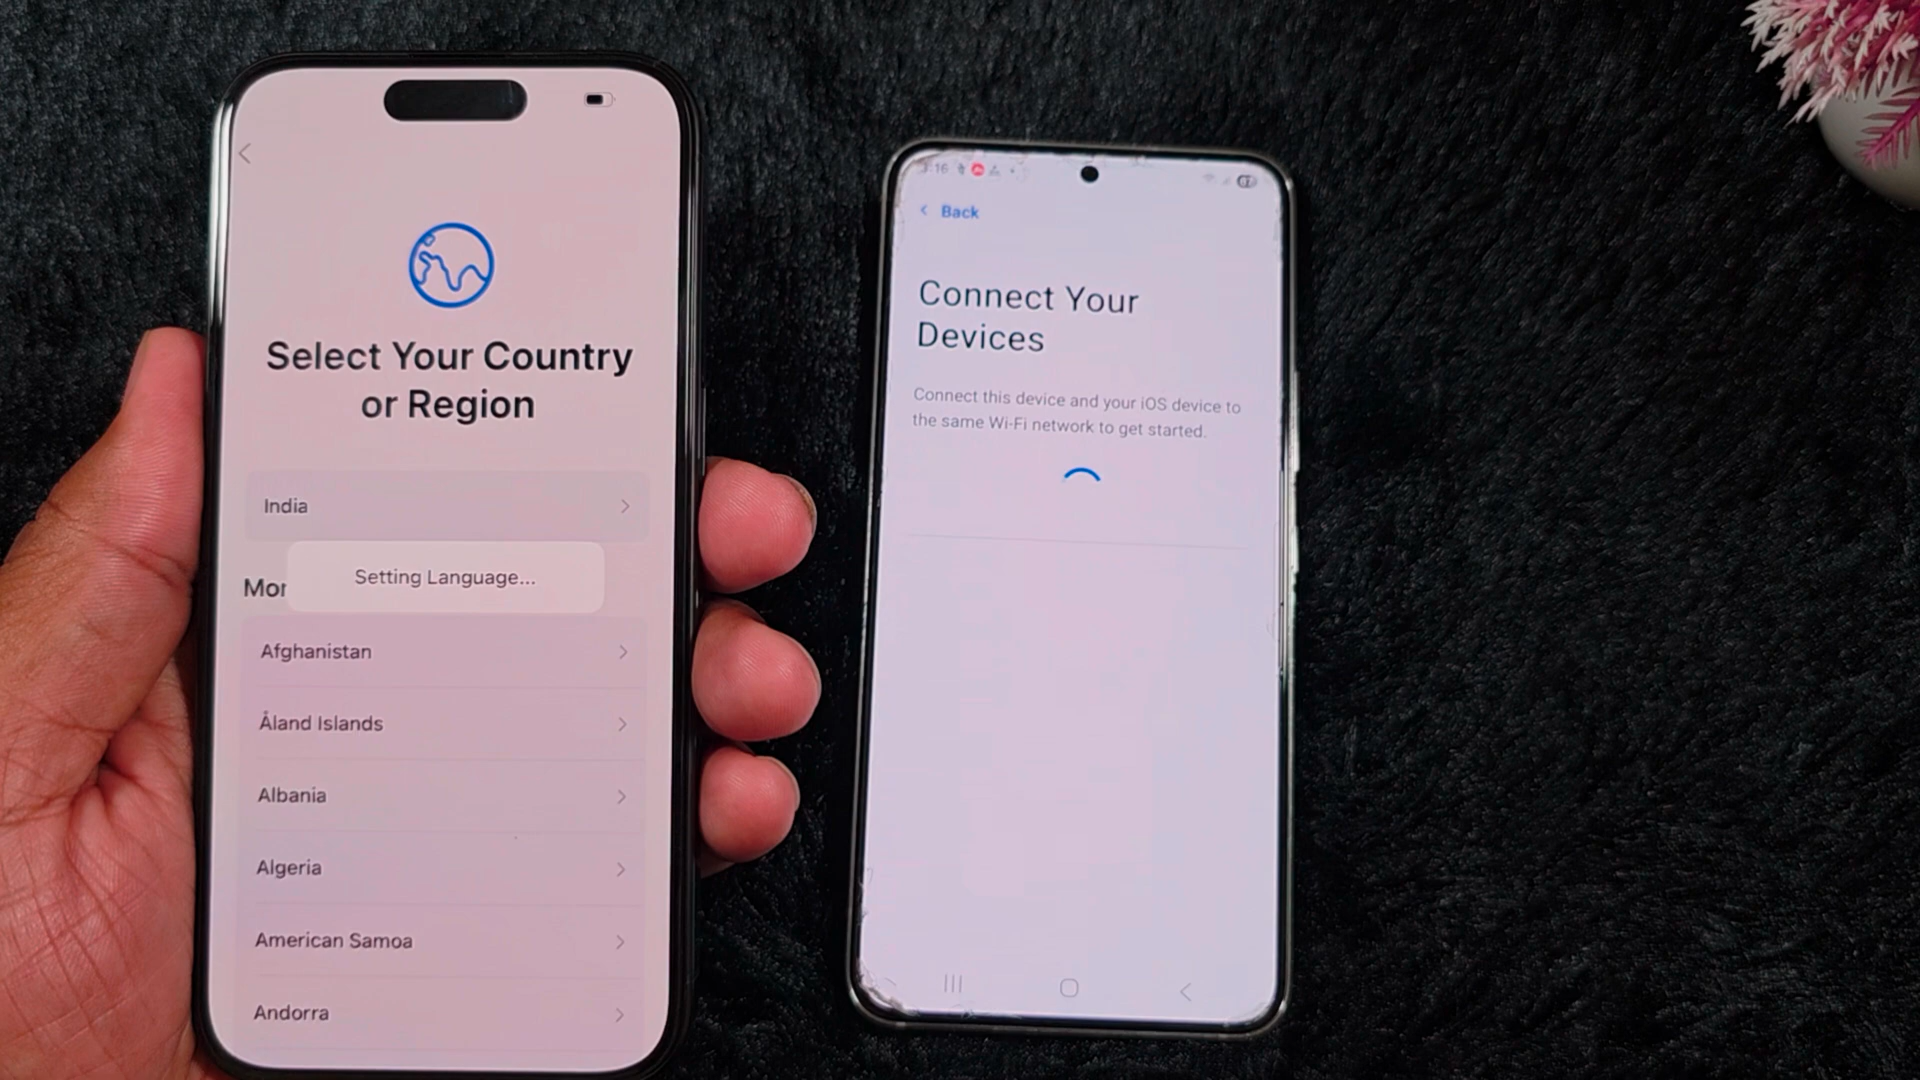 Select Your Country
or Region
India
Setting Language...
Afghanistan
Åland Islands
Albania
Algeria
American Samoa
Andorra
Back
Connect Your
Devices
Connect this device and your iOS device to
the same Wi-Fi network to get started.